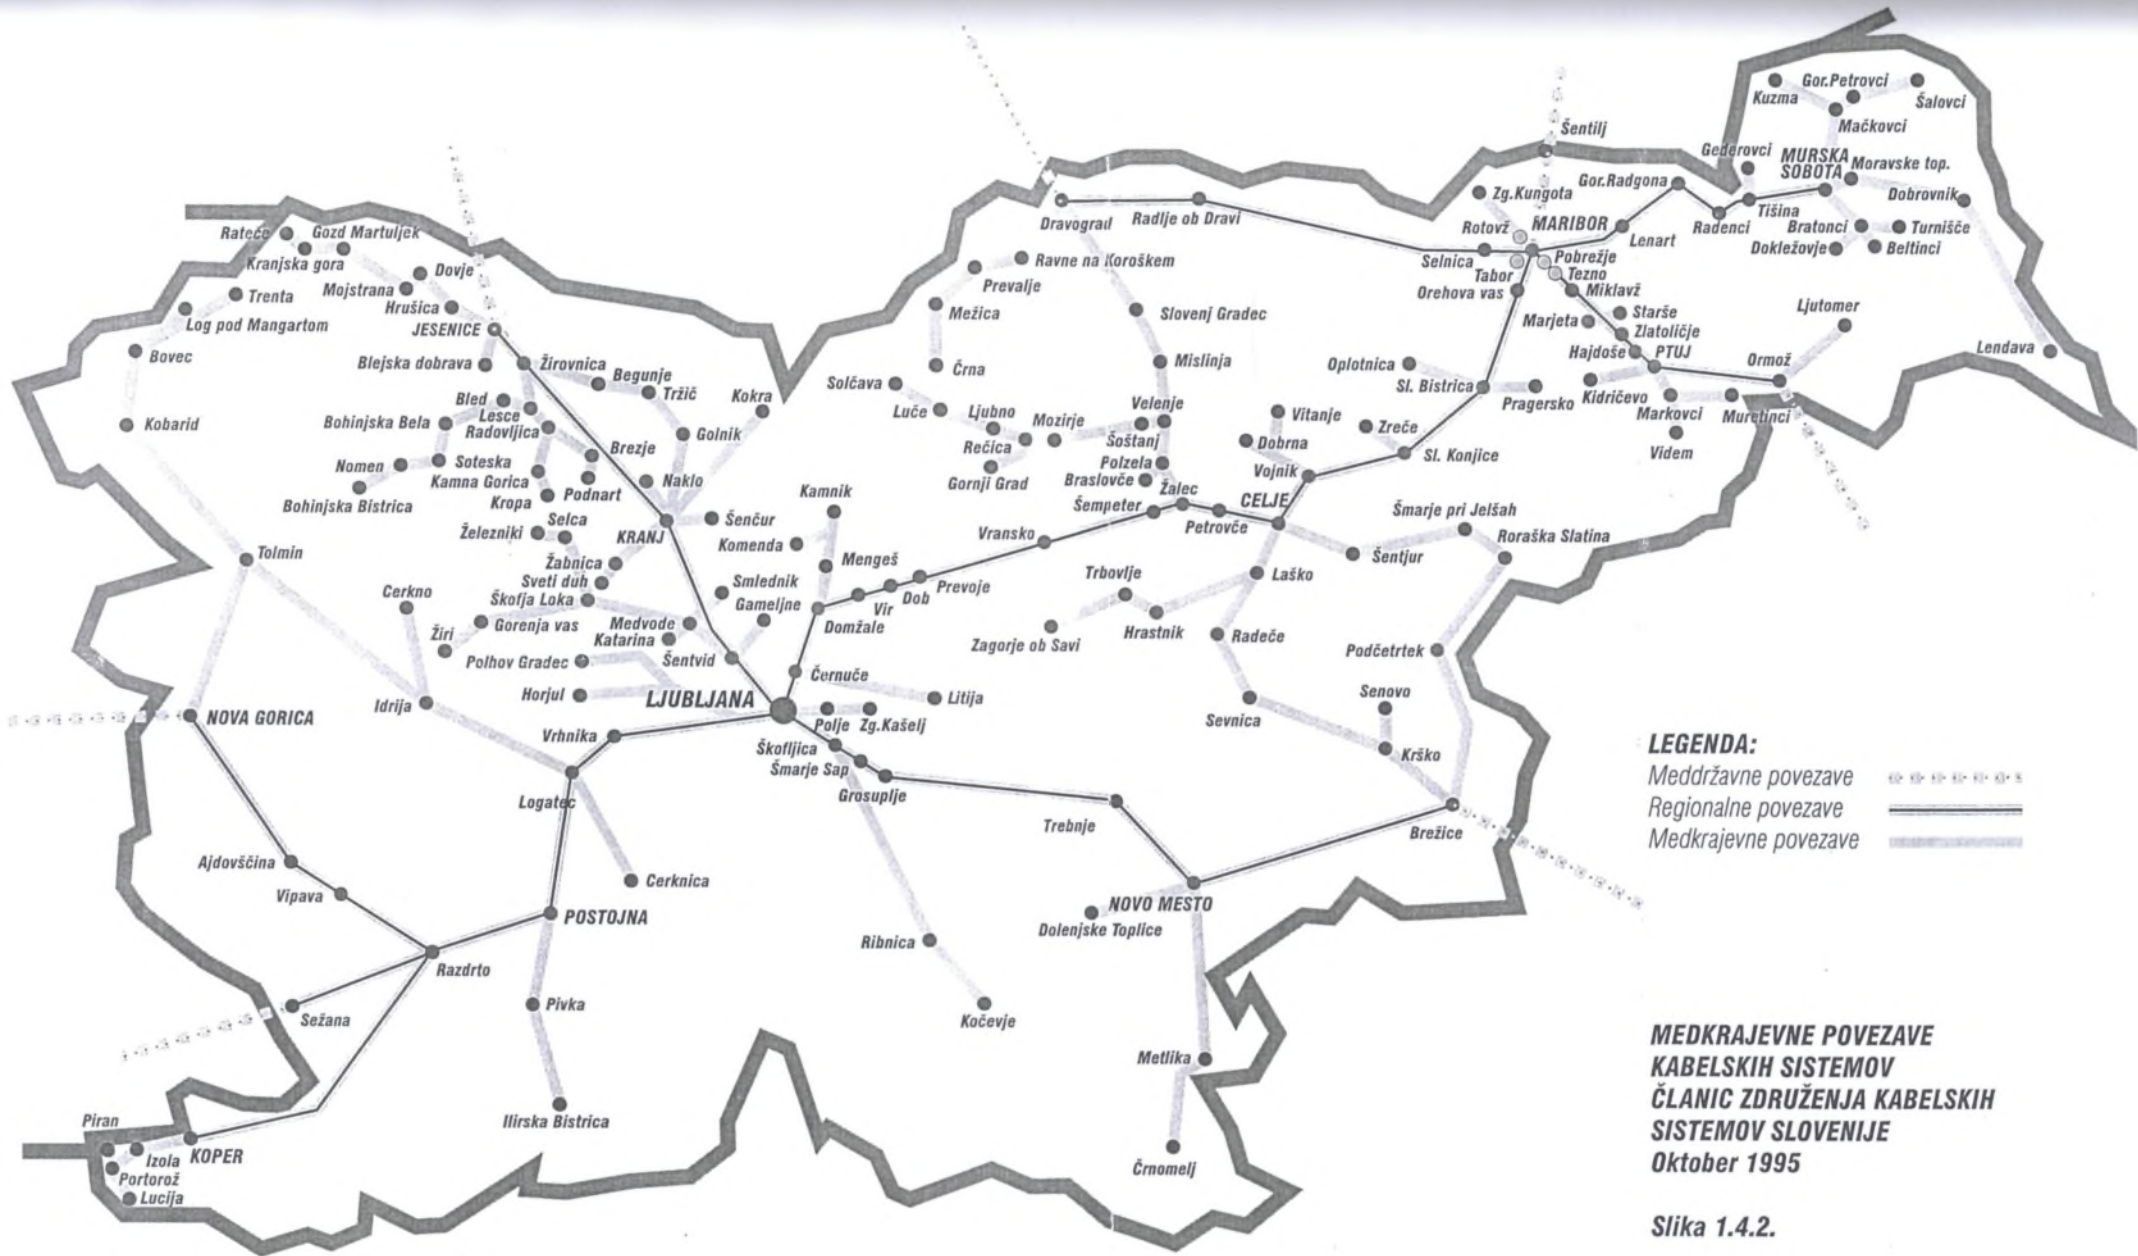 Šentilj
Kuzma
Gor.Petrovci
Šalovci
Mačkovci
Gederovci
MURSKA
SOBOTA
Moravske top.
Dobrovnik
Gor.Radgona
Zg.Kungota
Dravograd
Radlje ob Dravi
Rotovž
MARIBOR
Lenart
Radenci
Tišina
Bratonci
Turnišče
Dokležovje
Beltinci
Selnica
Tabor
Pobrežje
Tezno
Orehova vas
Miklavž
Rateče
Gozd Martuljek
Kranjska gora
Dovje
Mojstrana
Hrušica
Trenta
Log pod Mangartom
JESENICE
Ravne na Koroškem
Prevalje
Mežica
Slovenj Gradec
Marjeta
Starše
Zlatoličje
Ljutomer
Hajdoše
PTUJ
Ormož
Lendava
Bovec
Blejska dobrava
Žirovnica
Begunje
Tržič
Kokra
Črna
Mislinja
Oplotnica
Sl. Bistrica
Pragersko
Kidričevo
Markovci
Muretinci
Videm
Solčava
Luče
Ljubno
Rečica
Mozirje
Velenje
Šoštanj
Vitanje
Zreče
Dobrna
Vojnik
Sl. Konjice
Kobarid
Bled
Lesce
Bohinjska Bela
Radovljica
Brezje
Golnik
Nomen
Soteska
Kamna Gorica
Naklo
Bohinjska Bistrica
Kropa
Podnart
Gornji Grad
Polzela
Braslovče
Žalec
Šempeter
CELJE
Petrovče
Kamnik
Selca
Železniki
KRANJ
Šenčur
Komenda
Mengeš
Vransko
Šmarje pri Jelšah
Roraška Slatina
Šentjur
Tolmin
Žabnica
Sveti duh
Škofja Loka
Smlednik
Gameljne
Cerkno
Žiri
Gorenja vas
Medvode
Katarina
Šentvid
Polhov Gradec
Horjul
Vir
Dob
Prevoje
Domžale
Trbovlje
Laško
Hrastnik
Zagorje ob Savi
Radeče
Podčetrtek
Černuče
LJUBLJANA
Litija
Polje
Zg.Kašelj
Senovo
Sevnica
Krško
NOVA GORICA
Idrija
Vrhnika
Škofljica
Šmarje Sap
Grosuplje
Logatec
Trebnje
Brežice
Ajdovščina
Vipava
Cerknica
POSTOJNA
NOVO MESTO
Dolenjske Toplice
Ribnica
Razdrto
Pivka
Sežana
Kočevje
Metlika
Ilirska Bistrica
Črnomelj
Piran
Izola
KOPER
Portorož
Lucija
LEGENDA:
Meddržavne povezave
Regionalne povezave
Medkrajevne povezave
MEDKRAJEVNE POVEZAVE
KABELSKIH SISTEMOV
ČLANIC ZDRUŽENJA KABELSKIH
SISTEMOV SLOVENIJE
Oktober 1995
Slika 1.4.2.